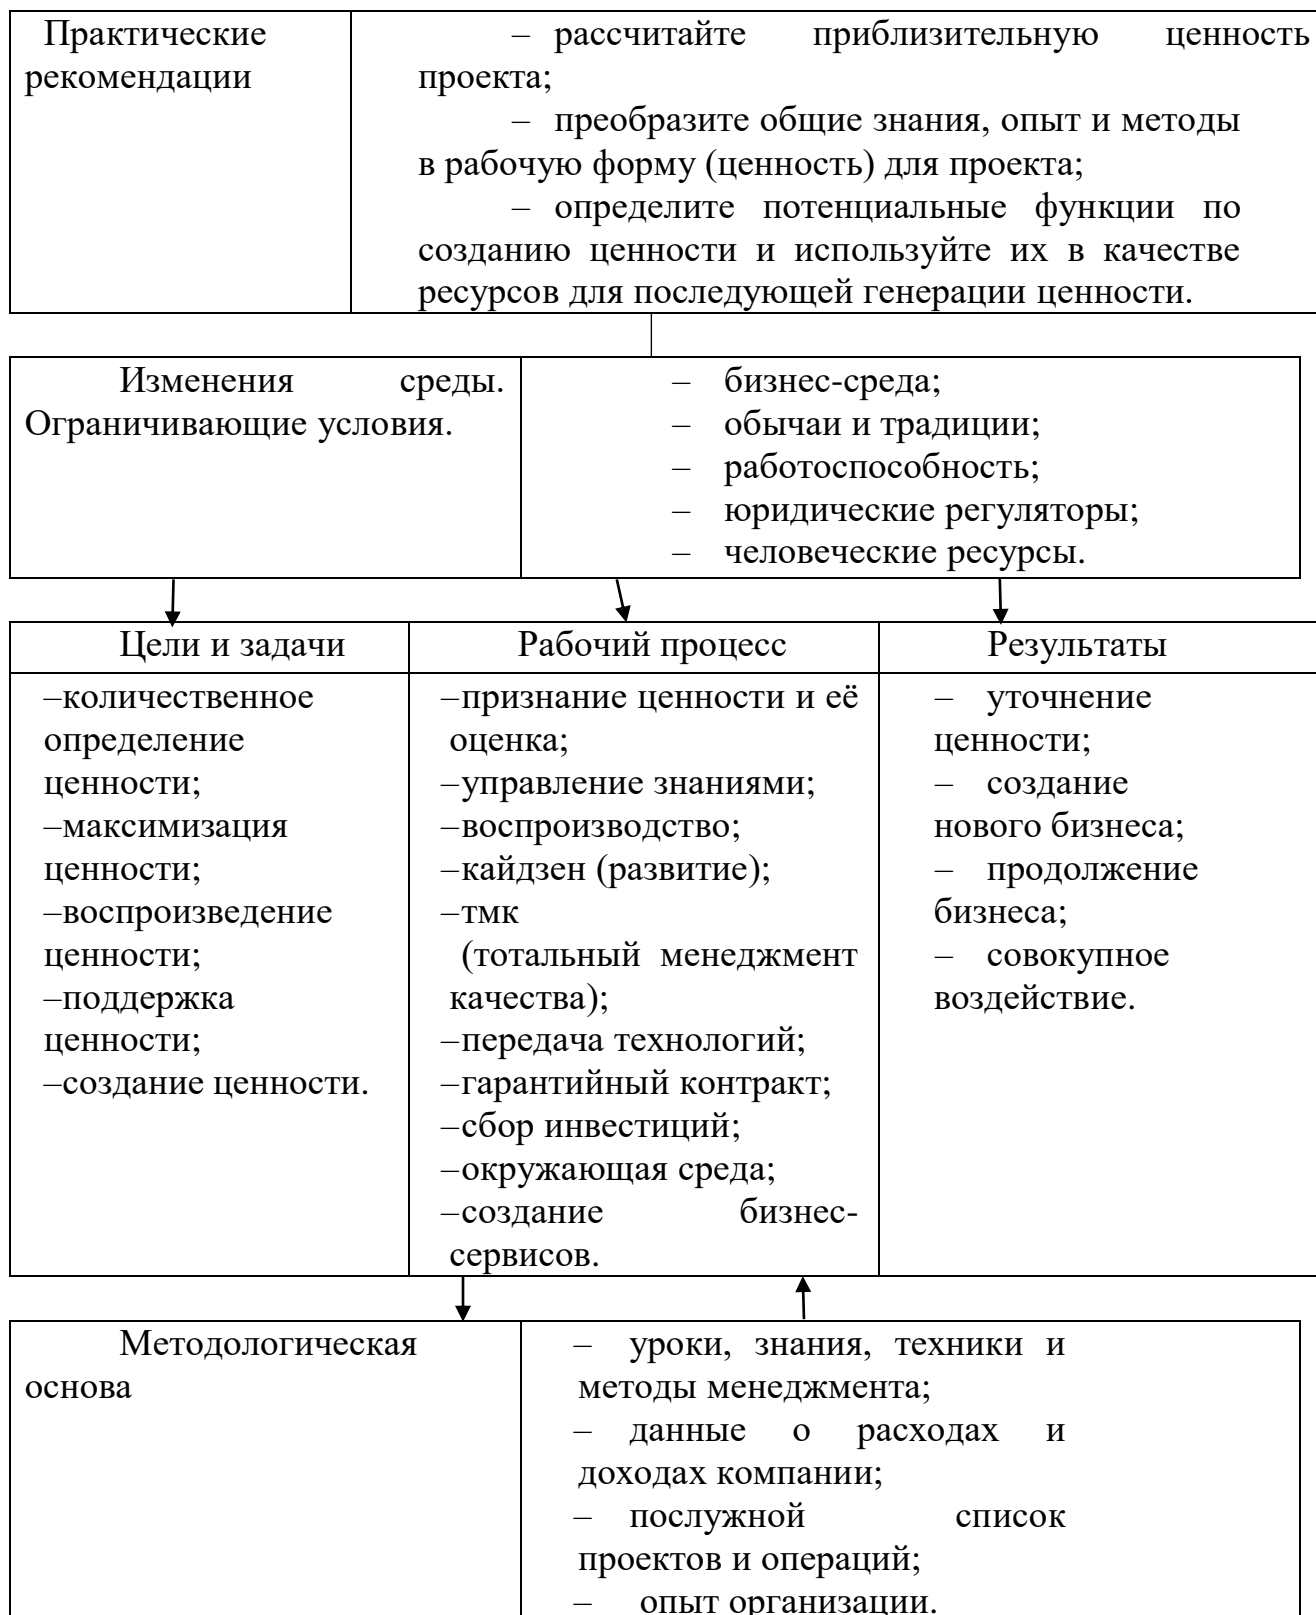 Практические
рекомендации
– рассчитайте приблизительную ценность
проекта;
– преобразите общие знания, опыт и методы
в рабочую форму (ценность) для проекта;
– определите потенциальные функции по
созданию ценности и используйте их в качестве
ресурсов для последующей генерации ценности.
Изменения среды.
Ограничивающие условия.
– бизнес-среда;
– обычаи и традиции;
– работоспособность;
– юридические регуляторы;
– человеческие ресурсы.
Цели и задачи
Рабочий процесс
Результаты
–количественное
определение
ценности;
–максимизация
ценности;
–воспроизведение
ценности;
–поддержка
ценности;
–создание ценности.
–признание ценности и её
оценка;
–управление знаниями;
–воспроизводство;
–кайдзен (развитие);
–тмк
(тотальный менеджмент
качества);
–передача технологий;
–гарантийный контракт;
–сбор инвестиций;
–окружающая среда;
–создание бизнес-
сервисов.
– уточнение
ценности;
– создание
нового бизнеса;
– продолжение
бизнеса;
– совокупное
воздействие.
Методологическая
основа
– уроки, знания, техники и
методы менеджмента;
– данные о расходах и
доходах компании;
– послужной список
проектов и операций;
– опыт организации.